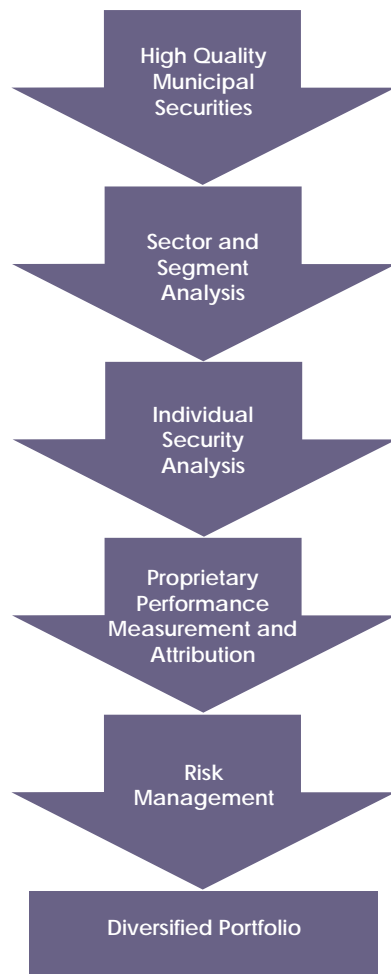 High Quality
Municipal
Securities
Sector and
Segment
Analysis
Individual
Security
Analysis
Proprietary
Performance
Measurement and
Attribution
Risk
Management
Diversified Portfolio